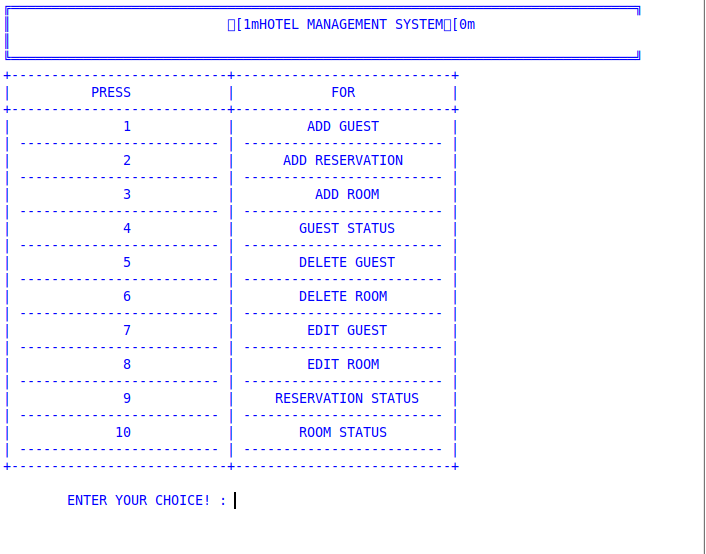 □[1mHOTEL MANAGEMENT SYSTEM□[0m
PRESS FOR
1 ADD GUEST
2 ADD RESERVATION
3 ADD ROOM
4 GUEST STATUS
5 DELETE GUEST
6 DELETE ROOM
7 EDIT GUEST
8 EDIT ROOM
9 RESERVATION STATUS
10 ROOM STATUS
ENTER YOUR CHOICE! :